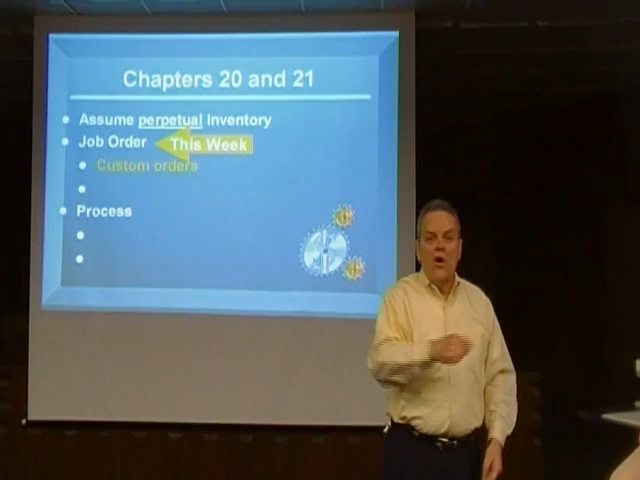 Chapters 20 and 21
Assume perpetual Inventory
Job Order
This Week
Custom orders
Process